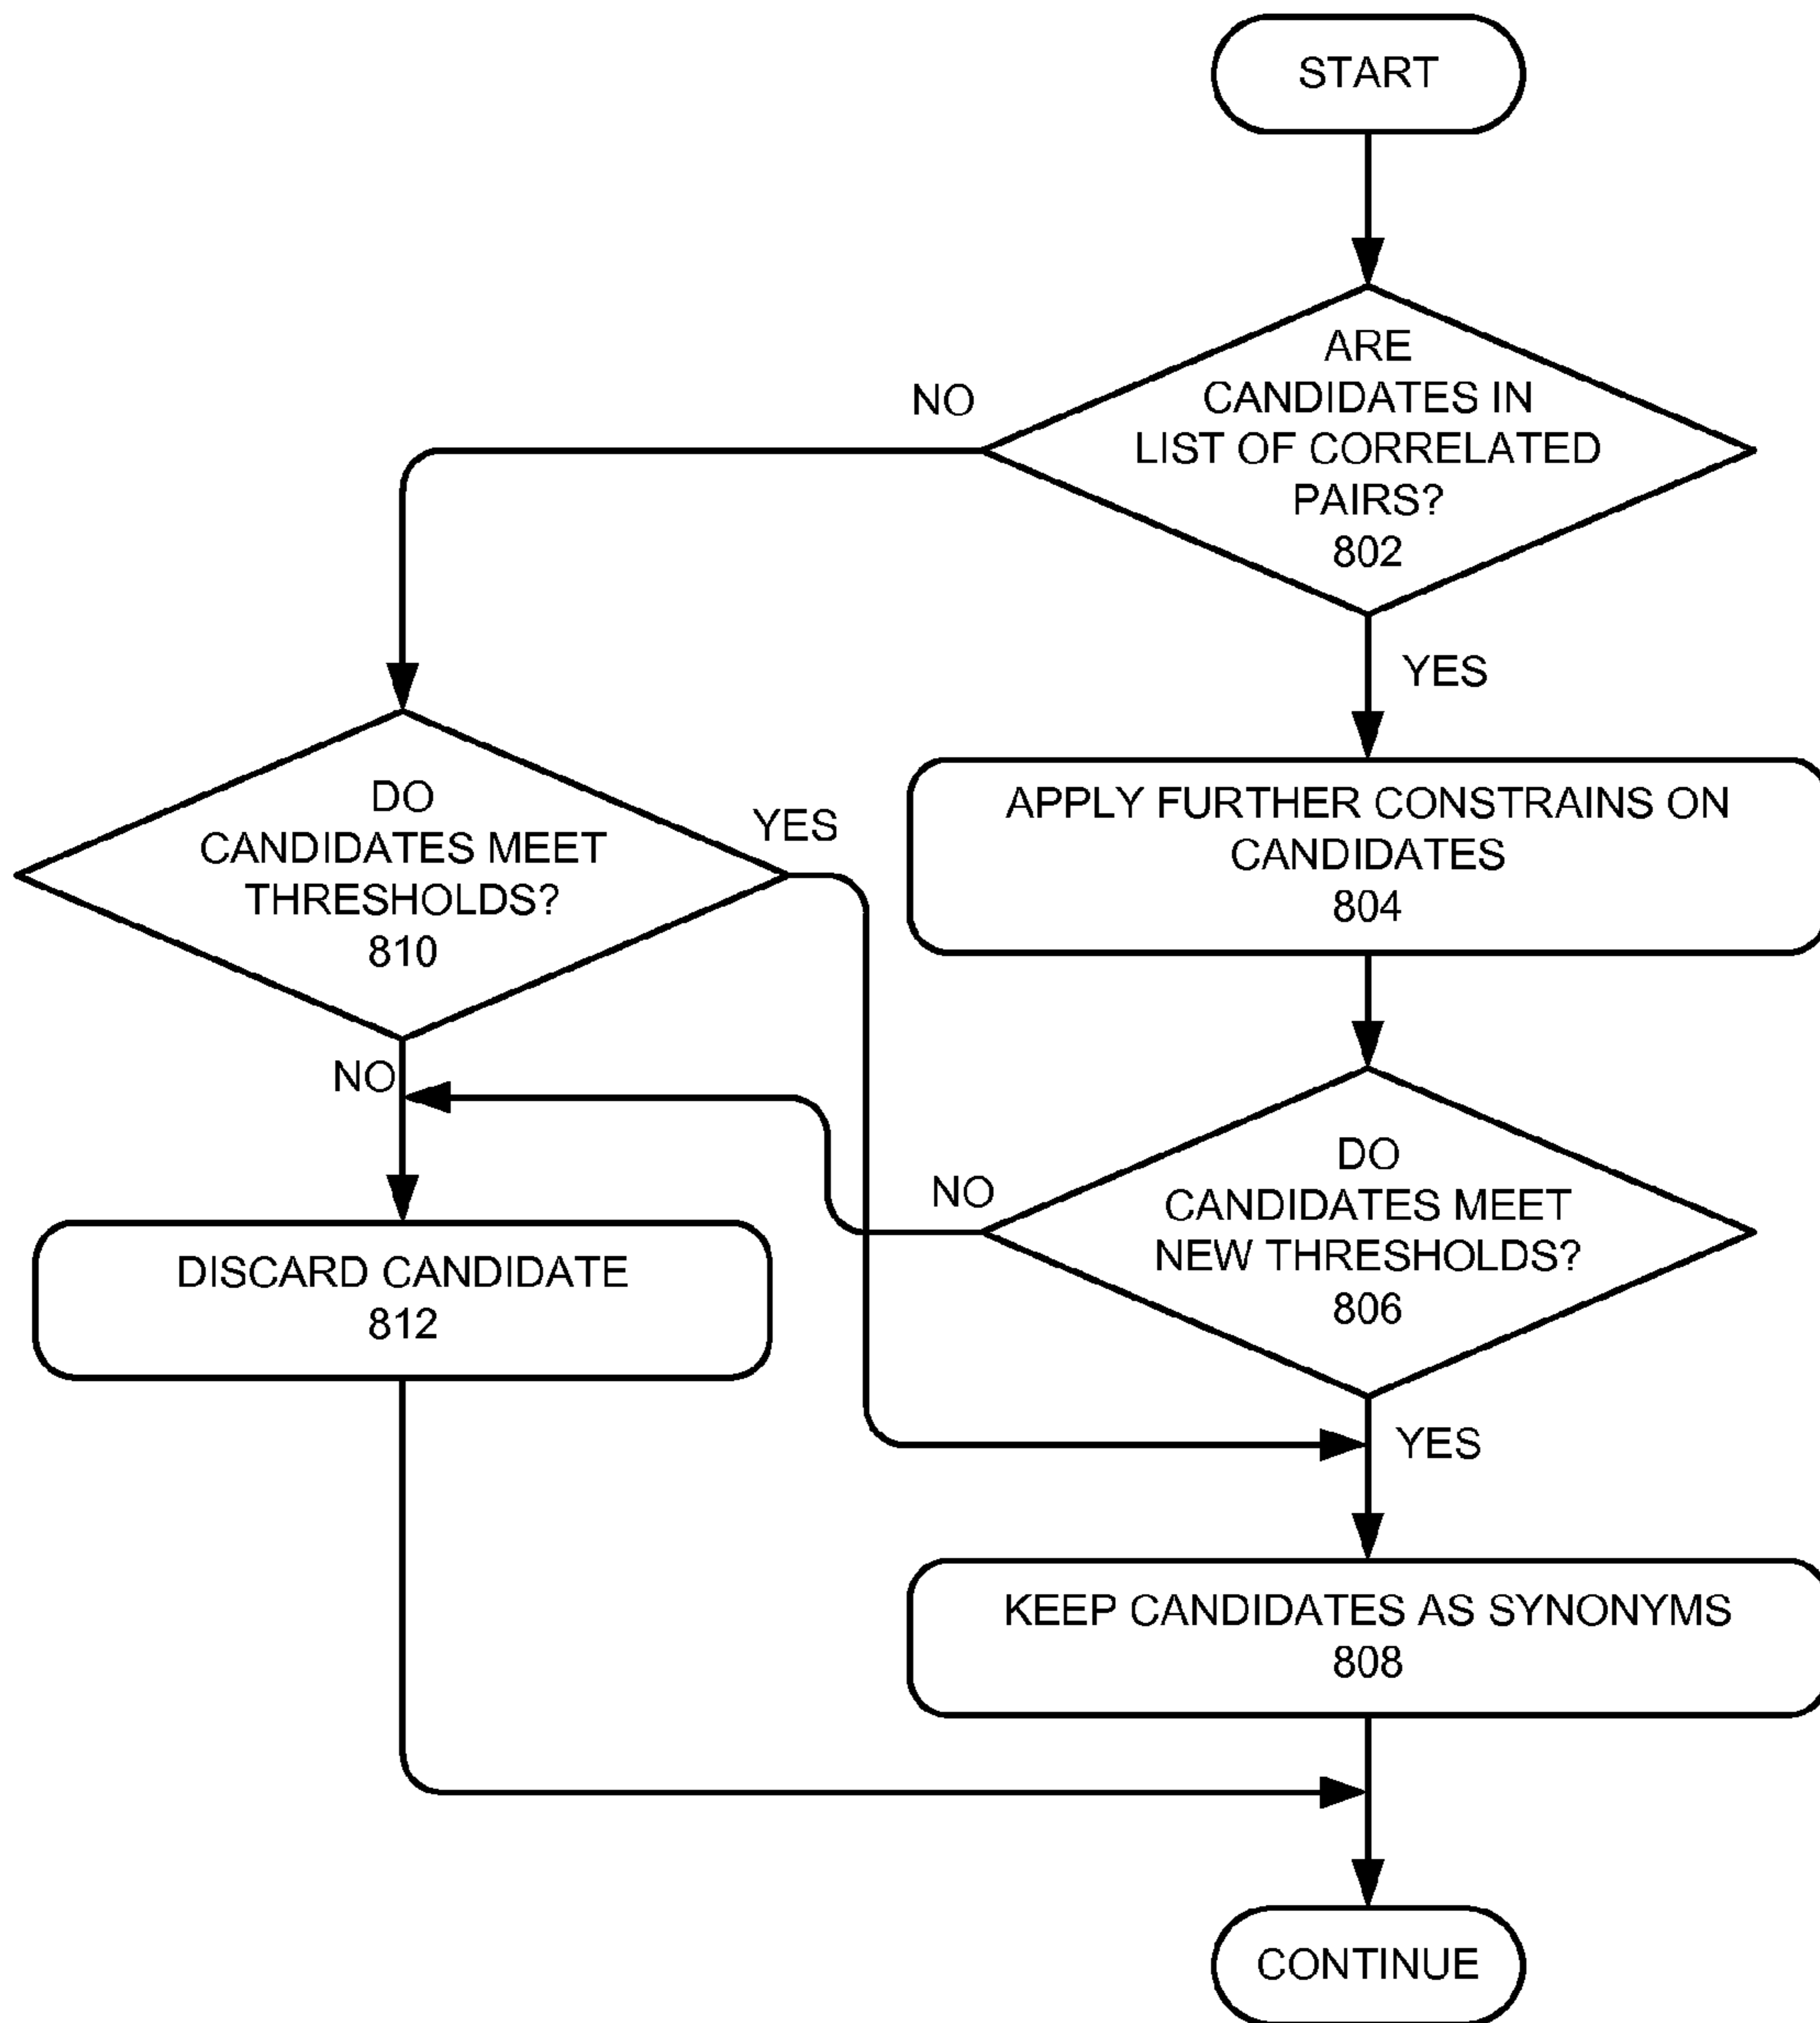 START
ARE
CANDIDATES IN
LIST OF CORRELATED
PAIRS?
802
NO
YES
APPLY FURTHER CONSTRAINS ON
CANDIDATES
804
DO
CANDIDATES MEET
THRESHOLDS?
810
YES
NO
DO
CANDIDATES MEET
NEW THRESHOLDS?
806
NO
YES
DISCARD CANDIDATE
812
KEEP CANDIDATES AS SYNONYMS
808
CONTINUE